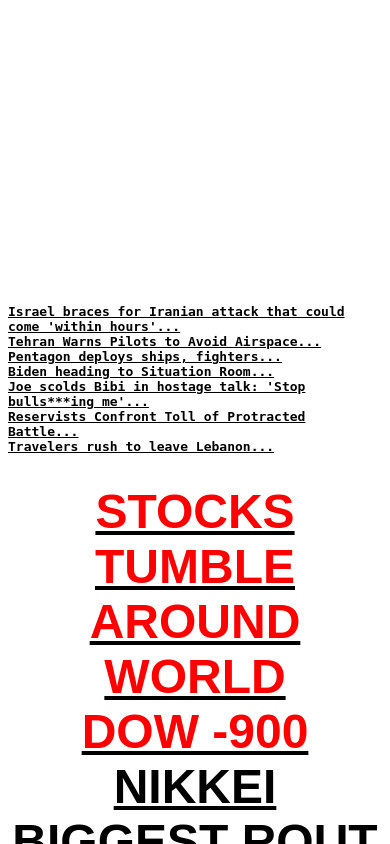 Israel braces for Iranian attack that could
come 'within hours'...
Tehran Warns Pilots to Avoid Airspace...
Pentagon deploys ships, fighters...
Biden heading to Situation Room...
Joe scolds Bibi in hostage talk: 'Stop
bulls***ing me'...
Reservists Confront Toll of Protracted
Battle...
Travelers rush to leave Lebanon...
STOCKS
TUMBLE
AROUND
WORLD
DOW -900
NIKKEI
BIGGEST ROUT